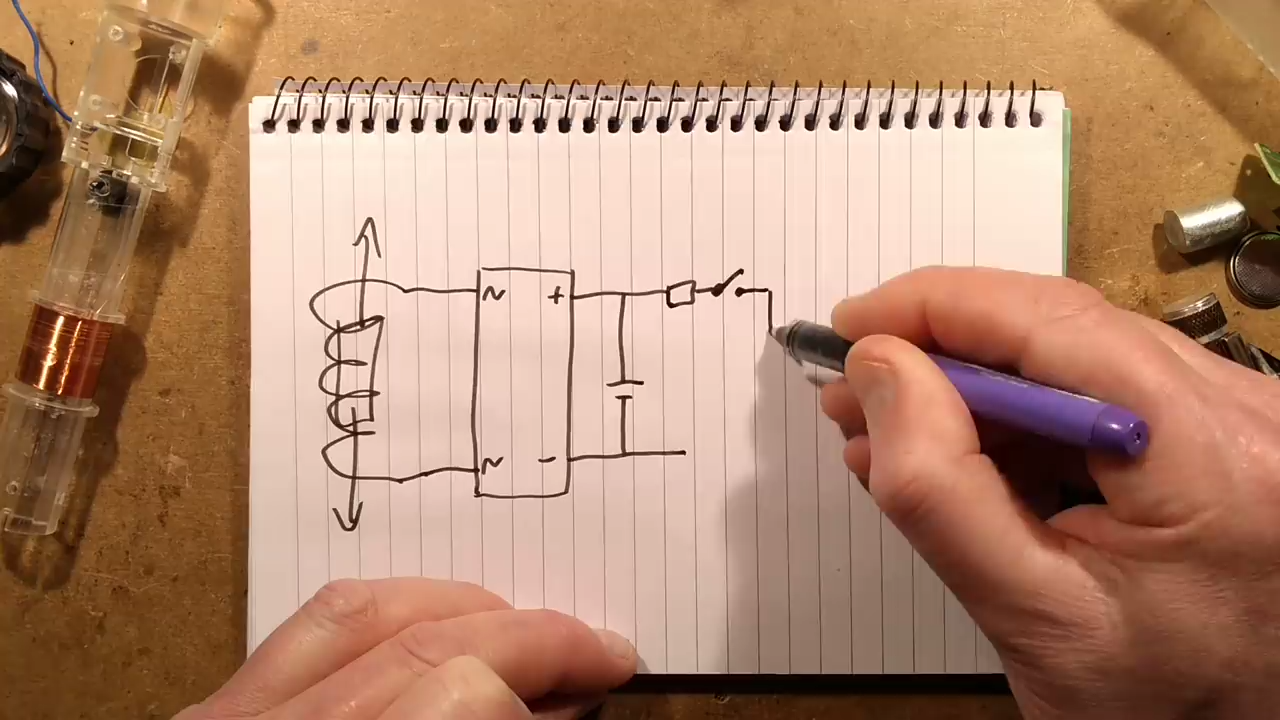 ~ +
~ -